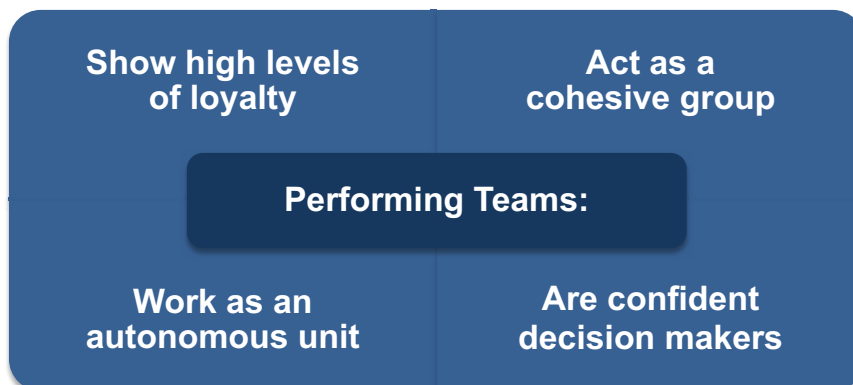 Show high levels
of loyalty
Act as a
cohesive group
Performing Teams:
Work as an
autonomous unit
Are confident
decision makers